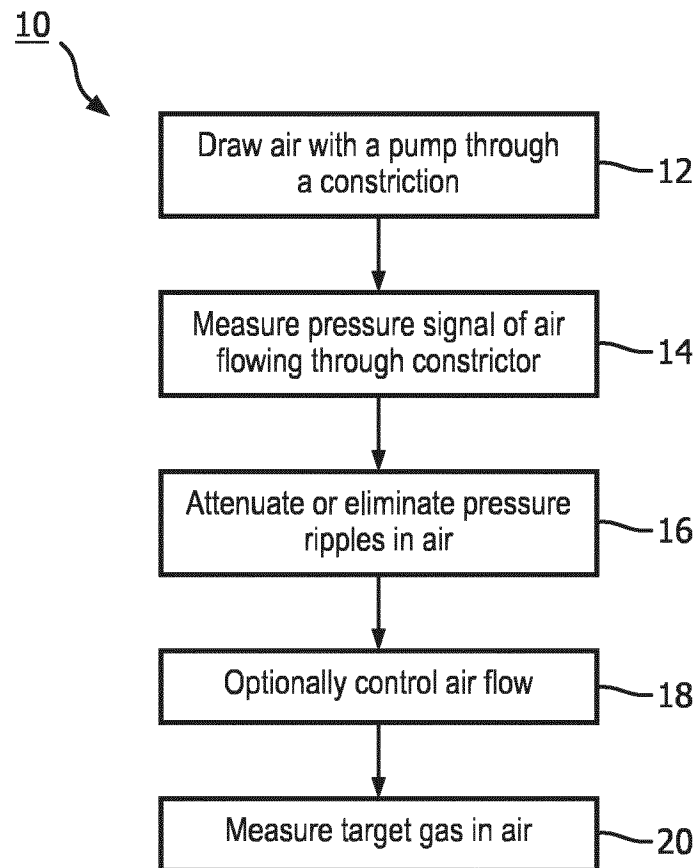 10
Draw air with a pump through
a constriction
12
Measure pressure signal of air
flowing through constrictor
14
Attenuate or eliminate pressure
ripples in air
16
Optionally control air flow
18
Measure target gas in air
20